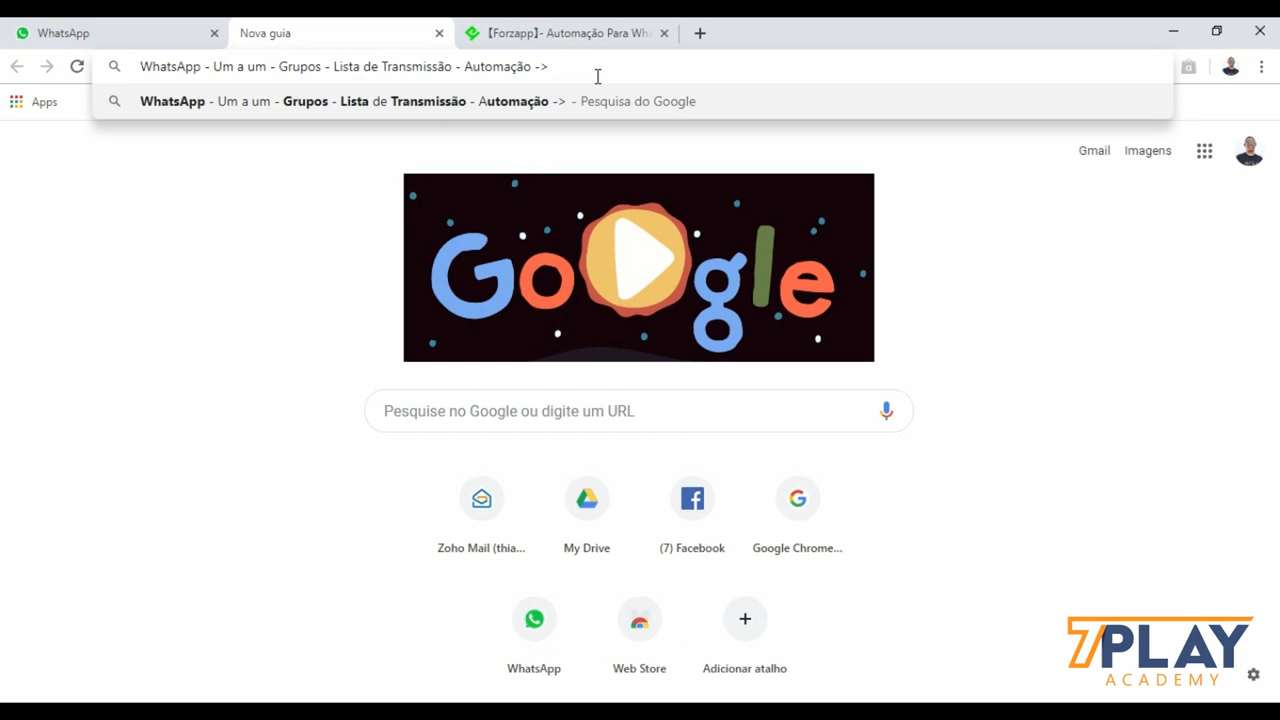 WhatsApp
Nova guia
【Forzapp】- Automação Para Wha
WhatsApp - Um a um - Grupos - Lista de Transmissão - Automação ->
WhatsApp - Um a um - Grupos - Lista de Transmissão - Automação -> - Pesquisa do Google
Apps
Gmail
Imagens
Google
Pesquise no Google ou digite um URL
Zoho Mail (thia...
My Drive
(7) Facebook
Google Chrome...
WhatsApp
Web Store
Adicionar atalho
7PLAY
ACADEMY